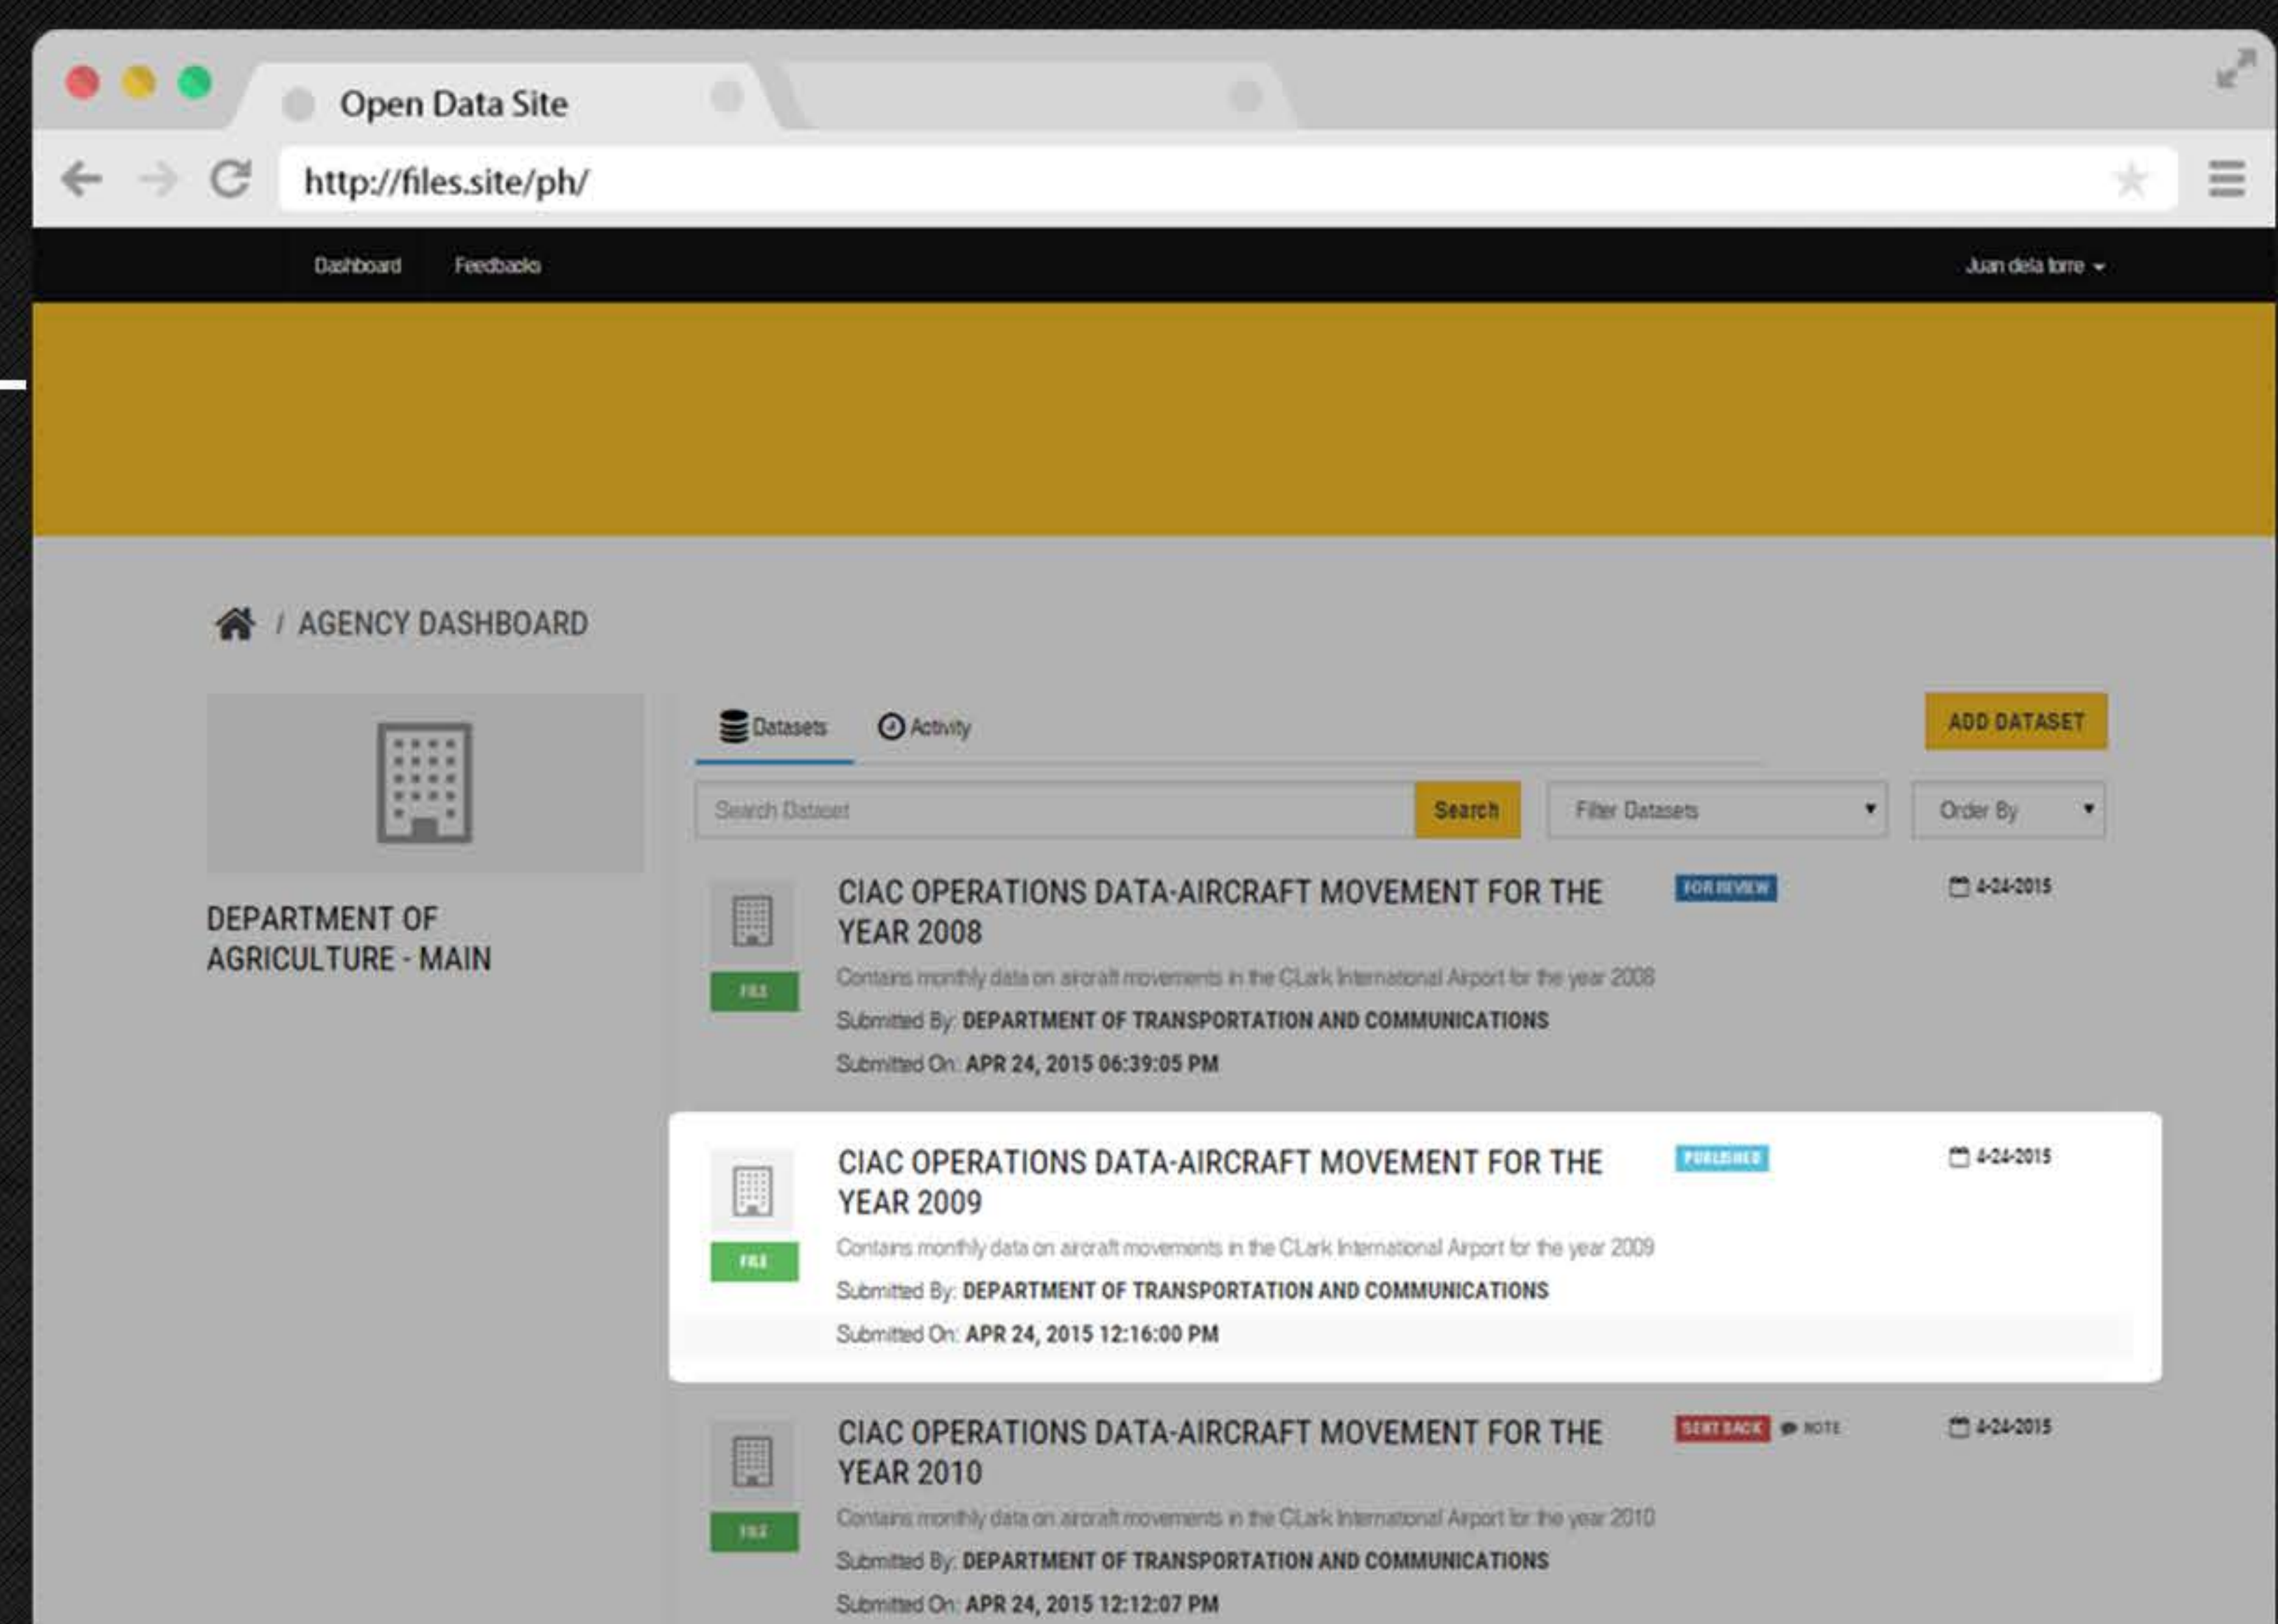 Open Data Site
http://files.site/ph/
Dashboard Feedbacks Juan dela torre
/ AGENCY DASHBOARD
DEPARTMENT OF
AGRICULTURE - MAIN
Datasets Activity ADD DATASET
Search Dataset Search Filter Datasets Order By
CIAC OPERATIONS DATA-AIRCRAFT MOVEMENT FOR THE FOR REVIEW 4-24-2015
YEAR 2008
Contains monthly data on aircraft movements in the CLark International Airport for the year 2008
FILE
Submitted By: DEPARTMENT OF TRANSPORTATION AND COMMUNICATIONS
Submitted On: APR 24, 2015 06:39:05 PM
CIAC OPERATIONS DATA-AIRCRAFT MOVEMENT FOR THE PUBLISHED 4-24-2015
YEAR 2009
Contains monthly data on aircraft movements in the CLark International Airport for the year 2009
FILE
Submitted By: DEPARTMENT OF TRANSPORTATION AND COMMUNICATIONS
Submitted On: APR 24, 2015 12:16:00 PM
CIAC OPERATIONS DATA-AIRCRAFT MOVEMENT FOR THE SENT BACK NOTE 4-24-2015
YEAR 2010
Contains monthly data on aircraft movements in the CLark International Airport for the year 2010
FILE
Submitted By: DEPARTMENT OF TRANSPORTATION AND COMMUNICATIONS
Submitted On: APR 24, 2015 12:12:07 PM